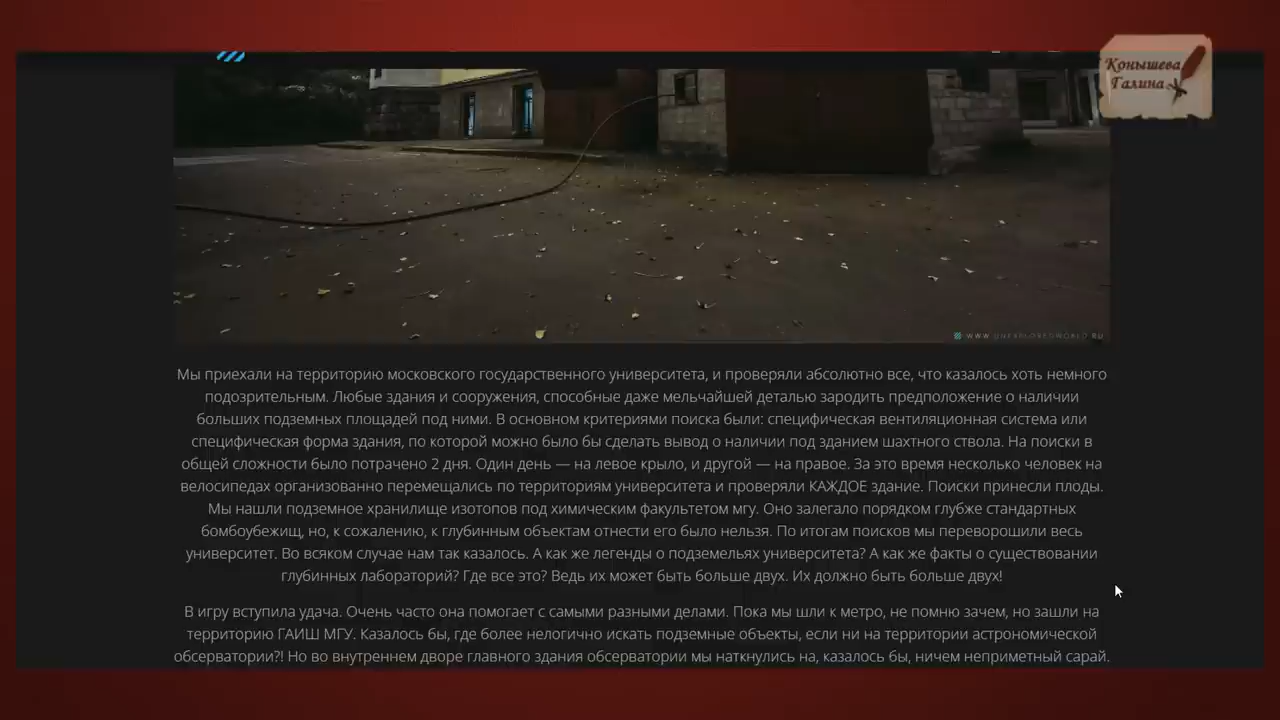 Конышева
Галина
WWW.UNEXPLOREDWORLD.RU
Мы приехали на территорию московского государственного университета, и проверяли абсолютно все, что казалось хоть немного
подозрительным. Любые здания и сооружения, способные даже мельчайшей деталью зародить предположение о наличии
больших подземных площадей под ними. В основном критериями поиска были: специфическая вентиляционная система или
специфическая форма здания, по которой можно было бы сделать вывод о наличии под зданием шахтного ствола. На поиски в
общей сложности было потрачено 2 дня. Один день — на левое крыло, и другой — на правое. За это время несколько человек на
велосипедах организованно перемещались по территориям университета и проверяли КАЖДОЕ здание. Поиски принесли плоды.
Мы нашли подземное хранилище изотопов под химическим факультетом мгу. Оно залегало порядком глубже стандартных
бомбоубежищ, но, к сожалению, к глубинным объектам отнести его было нельзя. По итогам поисков мы переворошили весь
университет. Во всяком случае нам так казалось. А как же легенды о подземельях университета? А как же факты о существовании
глубинных лабораторий? Где все это? Ведь их может быть больше двух. Их должно быть больше двух!
В игру вступила удача. Очень часто она помогает с самыми разными делами. Пока мы шли к метро, не помню зачем, но зашли на
территорию ГАИШ МГУ. Казалось бы, где более нелогично искать подземные объекты, если ни на территории астрономической
обсерватории?! Но во внутреннем дворе главного здания обсерватории мы наткнулись на, казалось бы, ничем неприметный сарай.